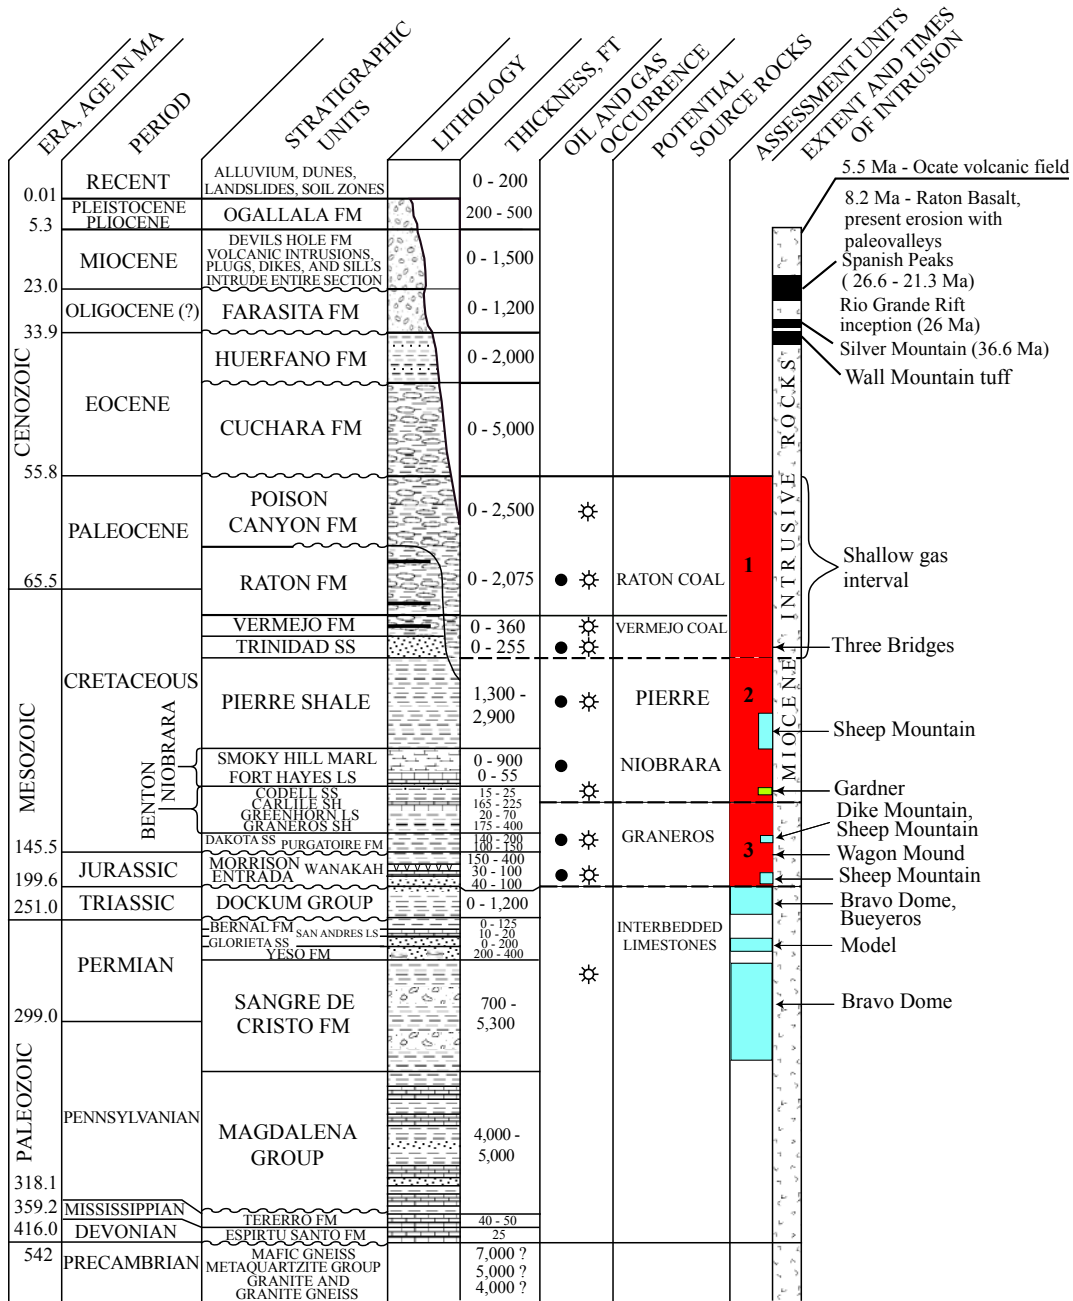 ERA, AGE IN MA
PERIOD
STRATIGRAPHIC
UNITS
LITHOLOGY
THICKNESS, FT
OIL AND GAS
OCCURRENCE
POTENTIAL
SOURCE ROCKS
ASSESSMENT UNITS
EXTENT AND TIMES
OF INTRUSION
0.01
5.3
23.0
33.9
55.8
65.5
145.5
199.6
251.0
299.0
318.1
359.2
416.0
542
CENOZOIC
MESOZOIC
PALEOZOIC
RECENT
PLEISTOCENE
PLIOCENE
MIOCENE
OLIGOCENE (?)
EOCENE
PALEOCENE
CRETACEOUS
NIOBRARA
BENTON
JURASSIC
TRIASSIC
PERMIAN
PENNSYLVANIAN
MISSISSIPPIAN
DEVONIAN
PRECAMBRIAN
ALLUVIUM, DUNES,
LANDSLIDES, SOIL ZONES
OGALLALA FM
DEVILS HOLE FM
VOLCANIC INTRUSIONS,
PLUGS, DIKES, AND SILLS
INTRUDE ENTIRE SECTION
FARASITA FM
HUERFANO FM
CUCHARA FM
POISON
CANYON FM
RATON FM
VERMEJO FM
TRINIDAD SS
PIERRE SHALE
SMOKY HILL MARL
FORT HAYES LS
CODELL SS
CARLILE SH
GREENHORN LS
GRANEROS SH
DAKOTA SS PURGATOIRE FM
MORRISON
WANAKAH
ENTRADA
DOCKUM GROUP
BERNAL FM SAN ANDRES LS
GLORIETA SS
YESO FM
SANGRE DE
CRISTO FM
MAGDALENA
GROUP
TERERRO FM
ESPIRTU SANTO FM
MAFIC GNEISS
METAQUARTZITE GROUP
GRANITE AND
GRANITE GNEISS
0 - 200
200 - 500
0 - 1,500
0 - 1,200
0 - 2,000
0 - 5,000
0 - 2,500
0 - 2,075
0 - 360
0 - 255
1,300 -
2,900
0 - 900
0 - 55
15 - 25
165 - 225
20 - 70
175 - 400
140 - 200
100 - 150
150 - 400
30 - 100
40 - 100
0 - 1,200
0 - 125
10 - 20
0 - 200
200 - 400
700 -
5,300
4,000 -
5,000
40 - 50
25
7,000 ?
5,000 ?
4,000 ?
RATON COAL
VERMEJO COAL
PIERRE
NIOBRARA
GRANEROS
INTERBEDDED
LIMESTONES
1
2
3
MIOCENE INTRUSIVE ROCKS
5.5 Ma - Ocate volcanic field
8.2 Ma - Raton Basalt,
present erosion with
paleovalleys
Spanish Peaks
( 26.6 - 21.3 Ma)
Rio Grande Rift
inception (26 Ma)
Silver Mountain (36.6 Ma)
Wall Mountain tuff
Shallow gas
interval
Three Bridges
Sheep Mountain
Gardner
Dike Mountain,
Sheep Mountain
Wagon Mound
Sheep Mountain
Bravo Dome,
Bueyeros
Model
Bravo Dome